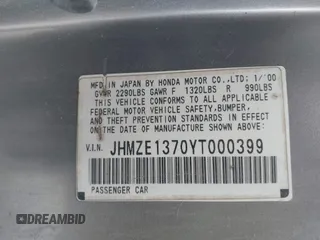 MFD. IN JAPAN BY HONDA MOTOR CO., LTD: 1/'00
GVWR 2290LBS GAWR F 1320LBS R 990LBS
THIS VEHICLE CONFORMS TO ALL APPLICABLE
FEDERAL MOTOR VEHICLE SAFETY, BUMPER,
AND THEFT PREVENTION STANDARDS IN EFFECT
ON THE DATE OF MANUFACTURE SHOWN ABOVE:
V.I.N. JHMZE1370YT000399
PASSENGER CAR
DREAMBID